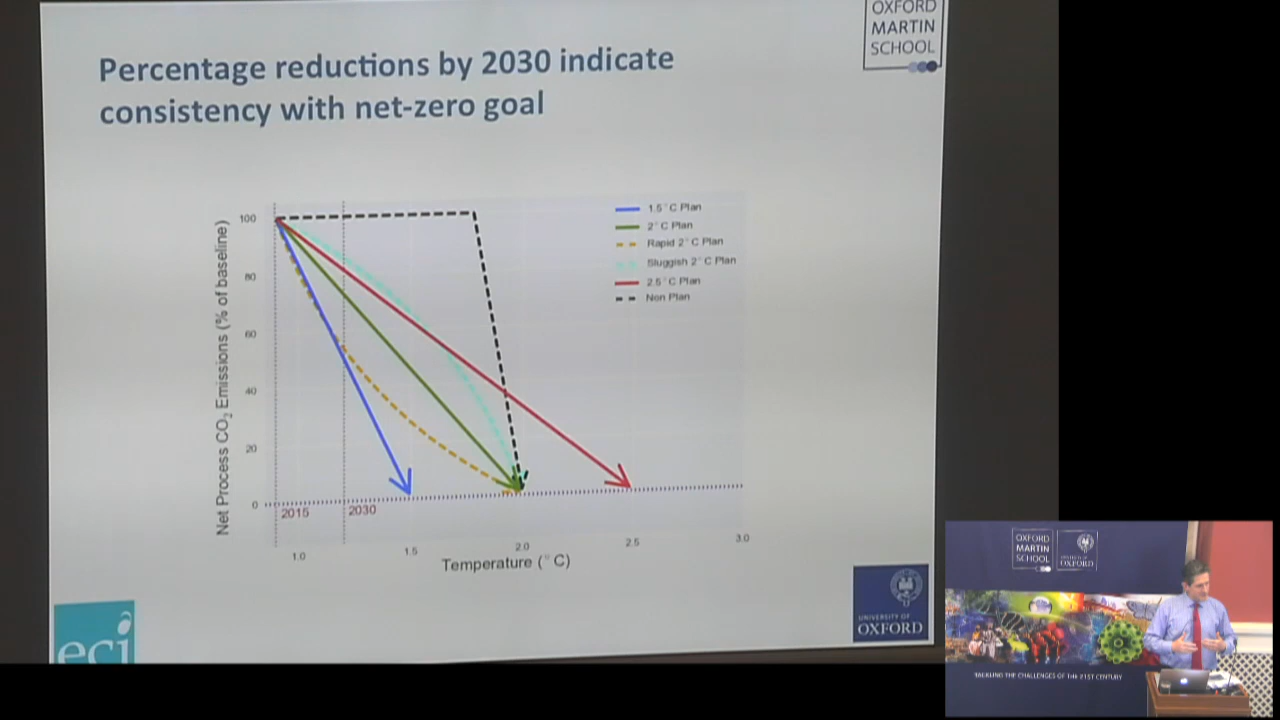 Percentage reductions by 2030 indicate
consistency with net-zero goal
OXFORD
MARTIN
SCHOOL
Net Process CO₂ Emissions (% of baseline)
100
80
60
40
20
0
1.5°C Plan
2°C Plan
Rapid 2°C Plan
Sluggish 2°C Plan
2.5°C Plan
Non Plan
2015
2030
1.0
1.5
2.0
2.5
3.0
Temperature (°C)
eci
UNIVERSITY OF
OXFORD
OXFORD
MARTIN
SCHOOL
UNIVERSITY OF
OXFORD
TACKLING THE CHALLENGES OF THE 21ST CENTURY